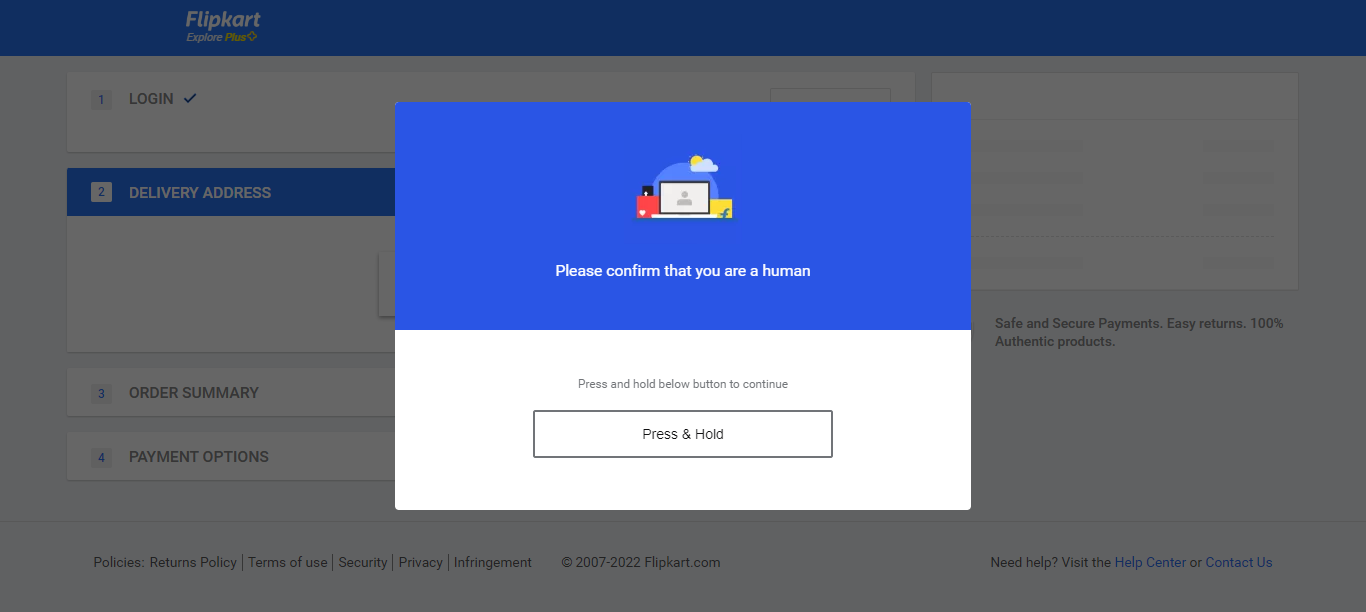 Flipkart
Explore Plus
1 LOGIN
2 DELIVERY ADDRESS
Please confirm that you are a human
Safe and Secure Payments. Easy returns. 100%
Authentic products.
Press and hold below button to continue
3 ORDER SUMMARY
Press & Hold
4 PAYMENT OPTIONS
Policies: Returns Policy | Terms of use | Security | Privacy | Infringement © 2007-2022 Flipkart.com Need help? Visit the Help Center or Contact Us